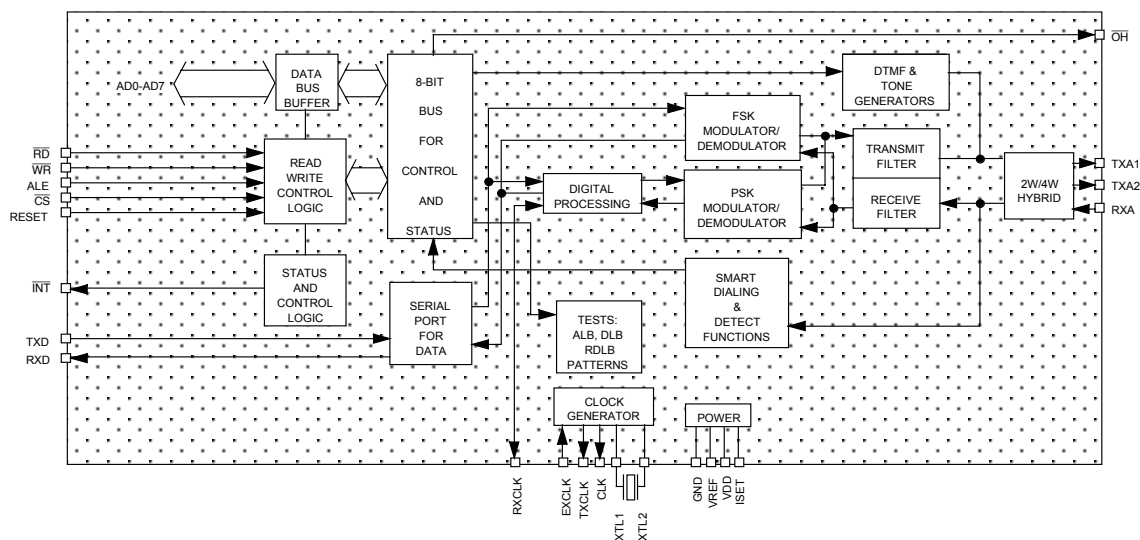 OH
AD0-AD7
DATA
BUS
BUFFER
8-BIT
BUS
FOR
CONTROL
AND
STATUS
DTMF &
TONE
GENERATORS
FSK
MODULATOR/
DEMODULATOR
TRANSMIT
FILTER
RECEIVE
FILTER
2W/4W
HYBRID
TXA1
TXA2
RXA
RD
WR
ALE
CS
RESET
READ
WRITE
CONTROL
LOGIC
DIGITAL
PROCESSING
PSK
MODULATOR/
DEMODULATOR
INT
STATUS
AND
CONTROL
LOGIC
SMART
DIALING
&
DETECT
FUNCTIONS
TXD
RXD
SERIAL
PORT
FOR
DATA
TESTS:
ALB, DLB
RDLB
PATTERNS
CLOCK
GENERATOR
POWER
RXCLK
EXCLK
TXCLK
CLK
XTL1
XTL2
GND
VREF
VDD
ISET